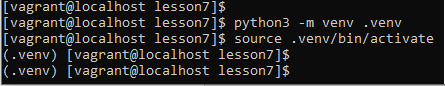 [vagrant@localhost lesson7]$
[vagrant@localhost lesson7]$ python3 -m venv .venv
[vagrant@localhost lesson7]$ source .venv/bin/activate
(.venv) [vagrant@localhost lesson7]$
(.venv) [vagrant@localhost lesson7]$